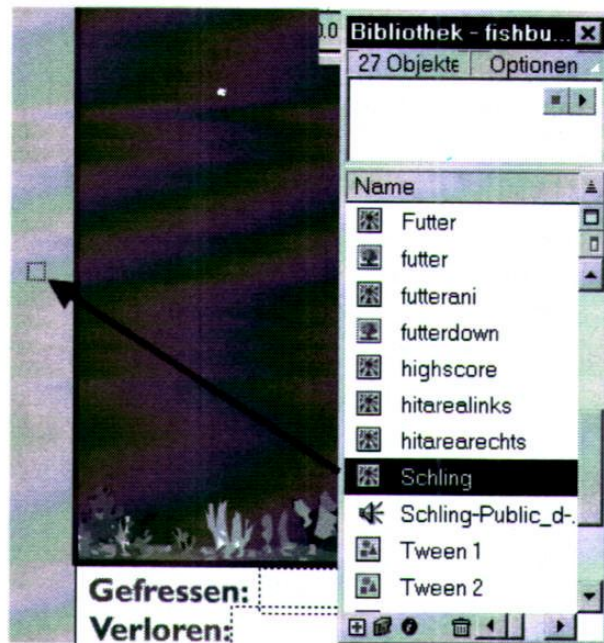 0.0
Bibliothek - fishbu...
27 Objekte Optionen
Name
Futter
futter
futterani
futterdown
highscore
hitarealinks
hitarearechts
Schling
Schling-Public_d-.
Tween 1
Tween 2
Gefressen:
Verloren: